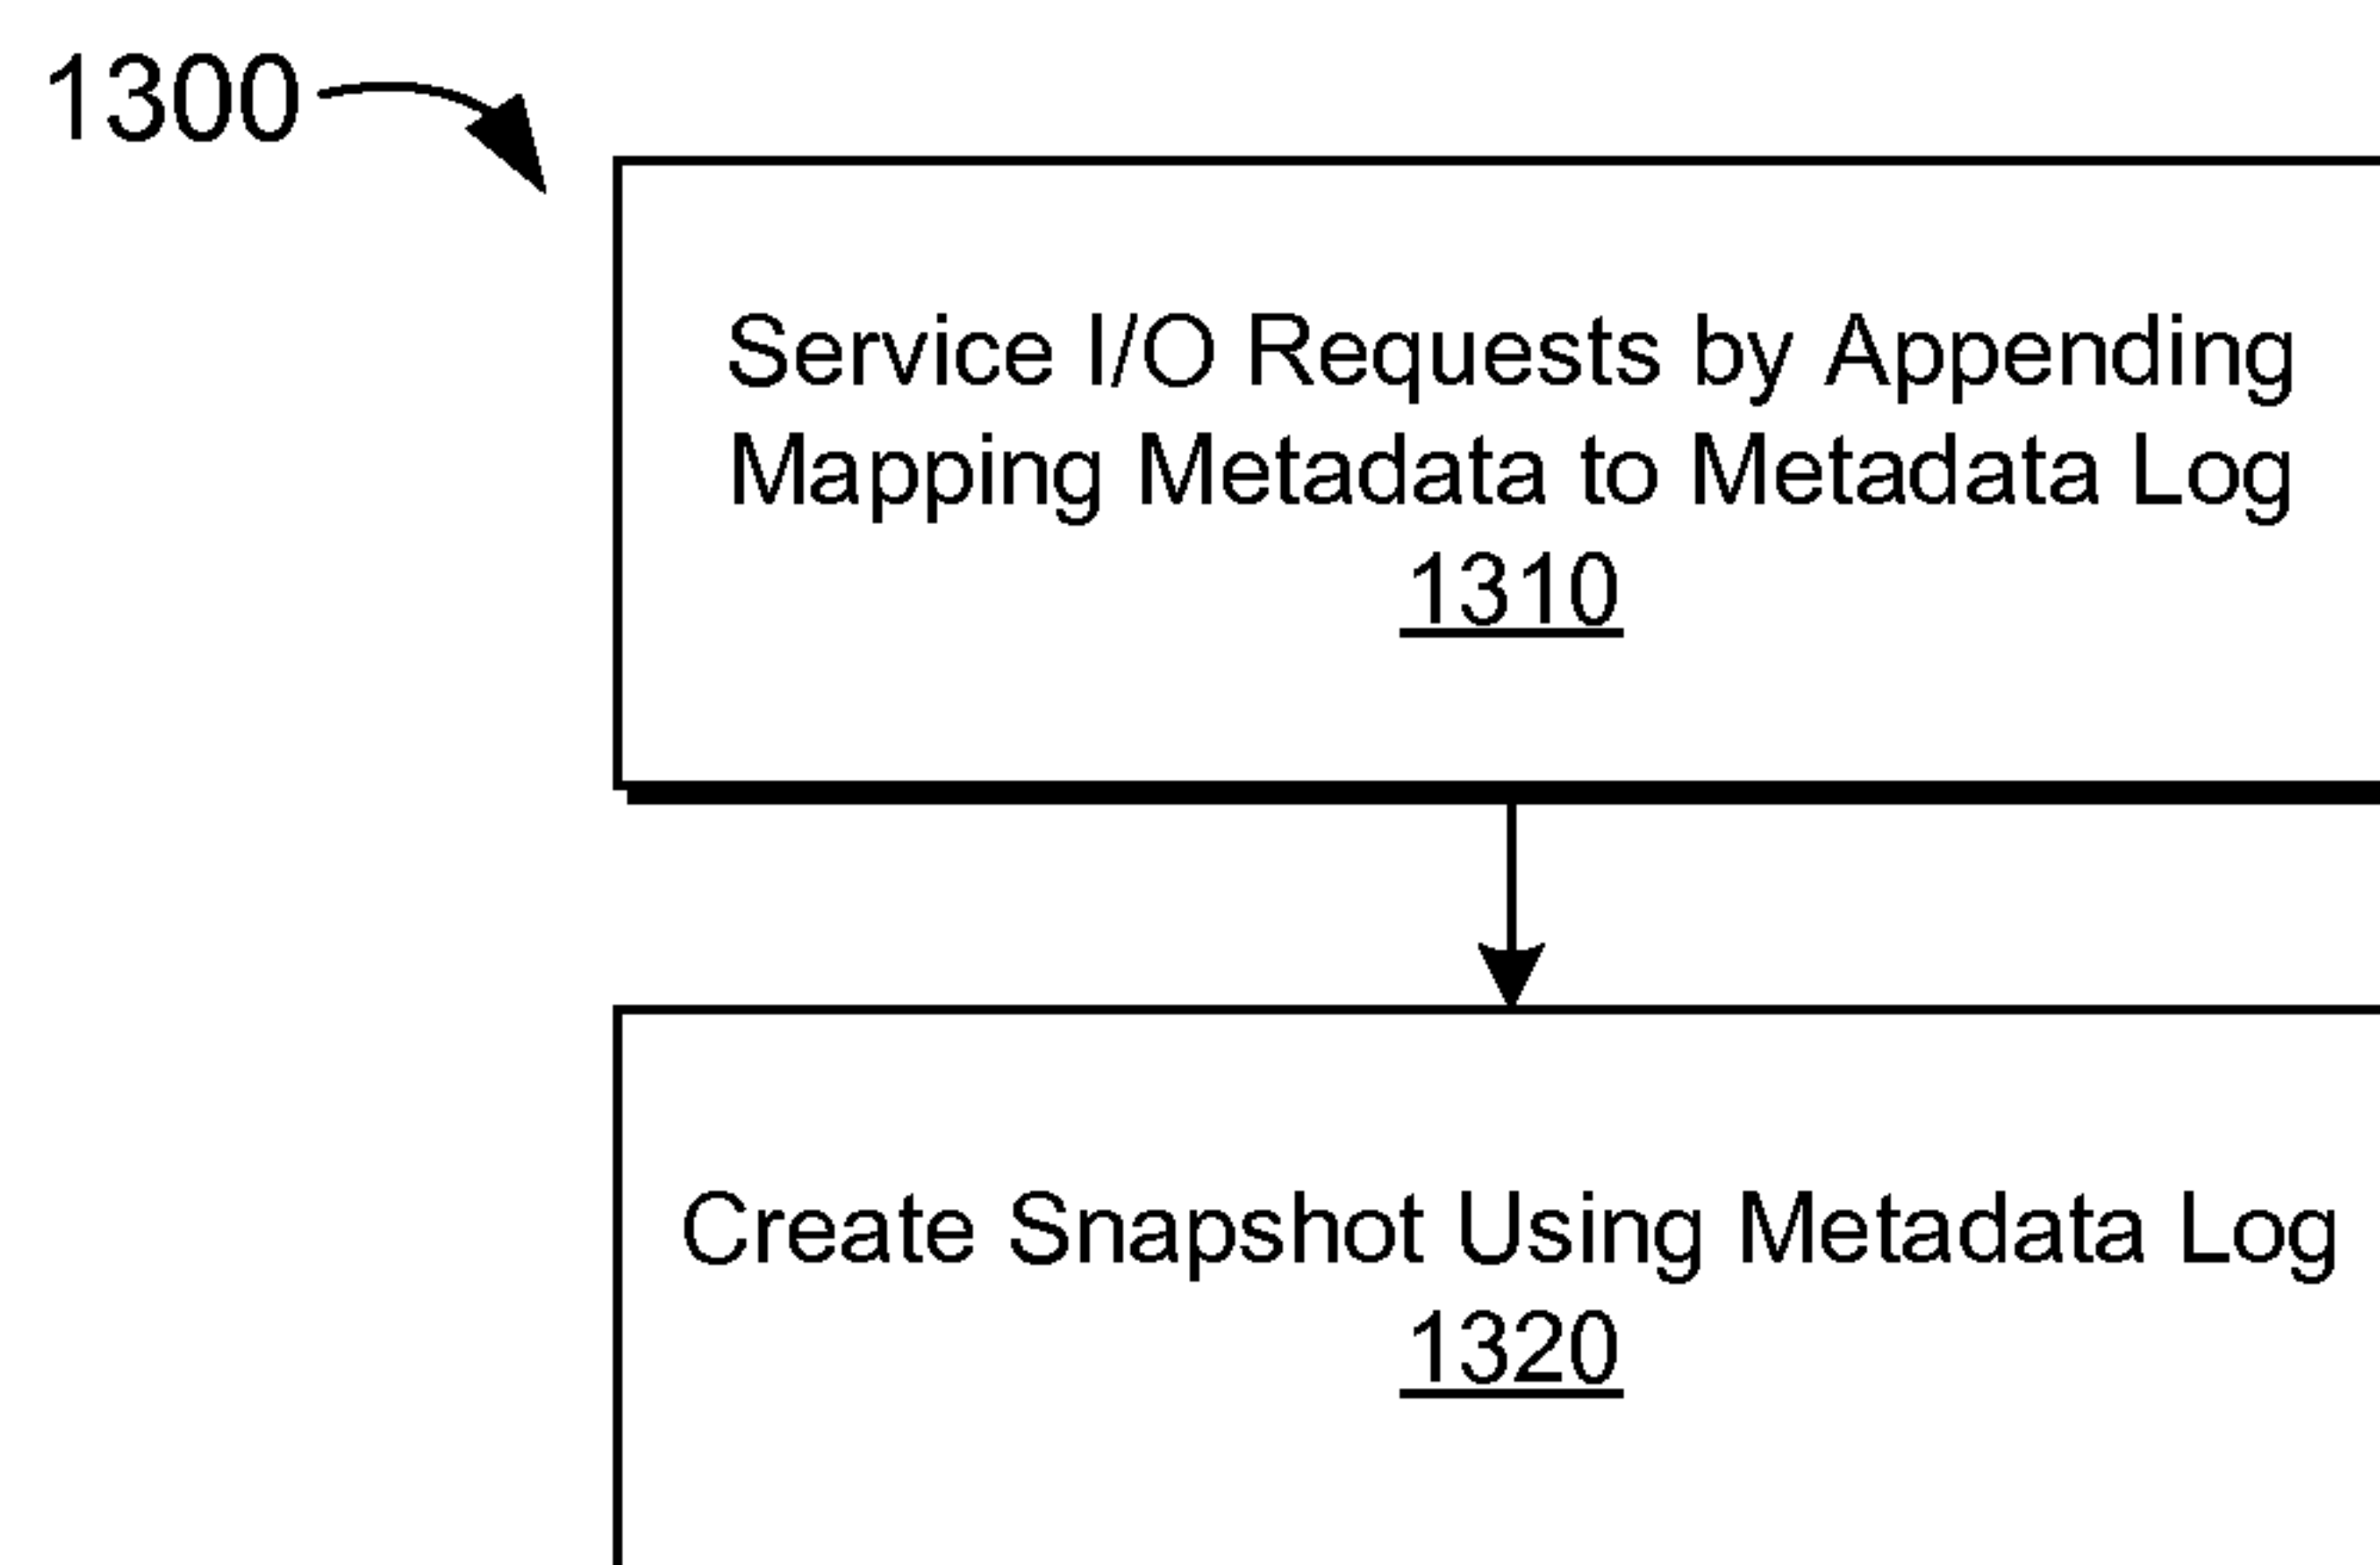 1300
Service I/O Requests by Appending
Mapping Metadata to Metadata Log
1310
Create Snapshot Using Metadata Log
1320